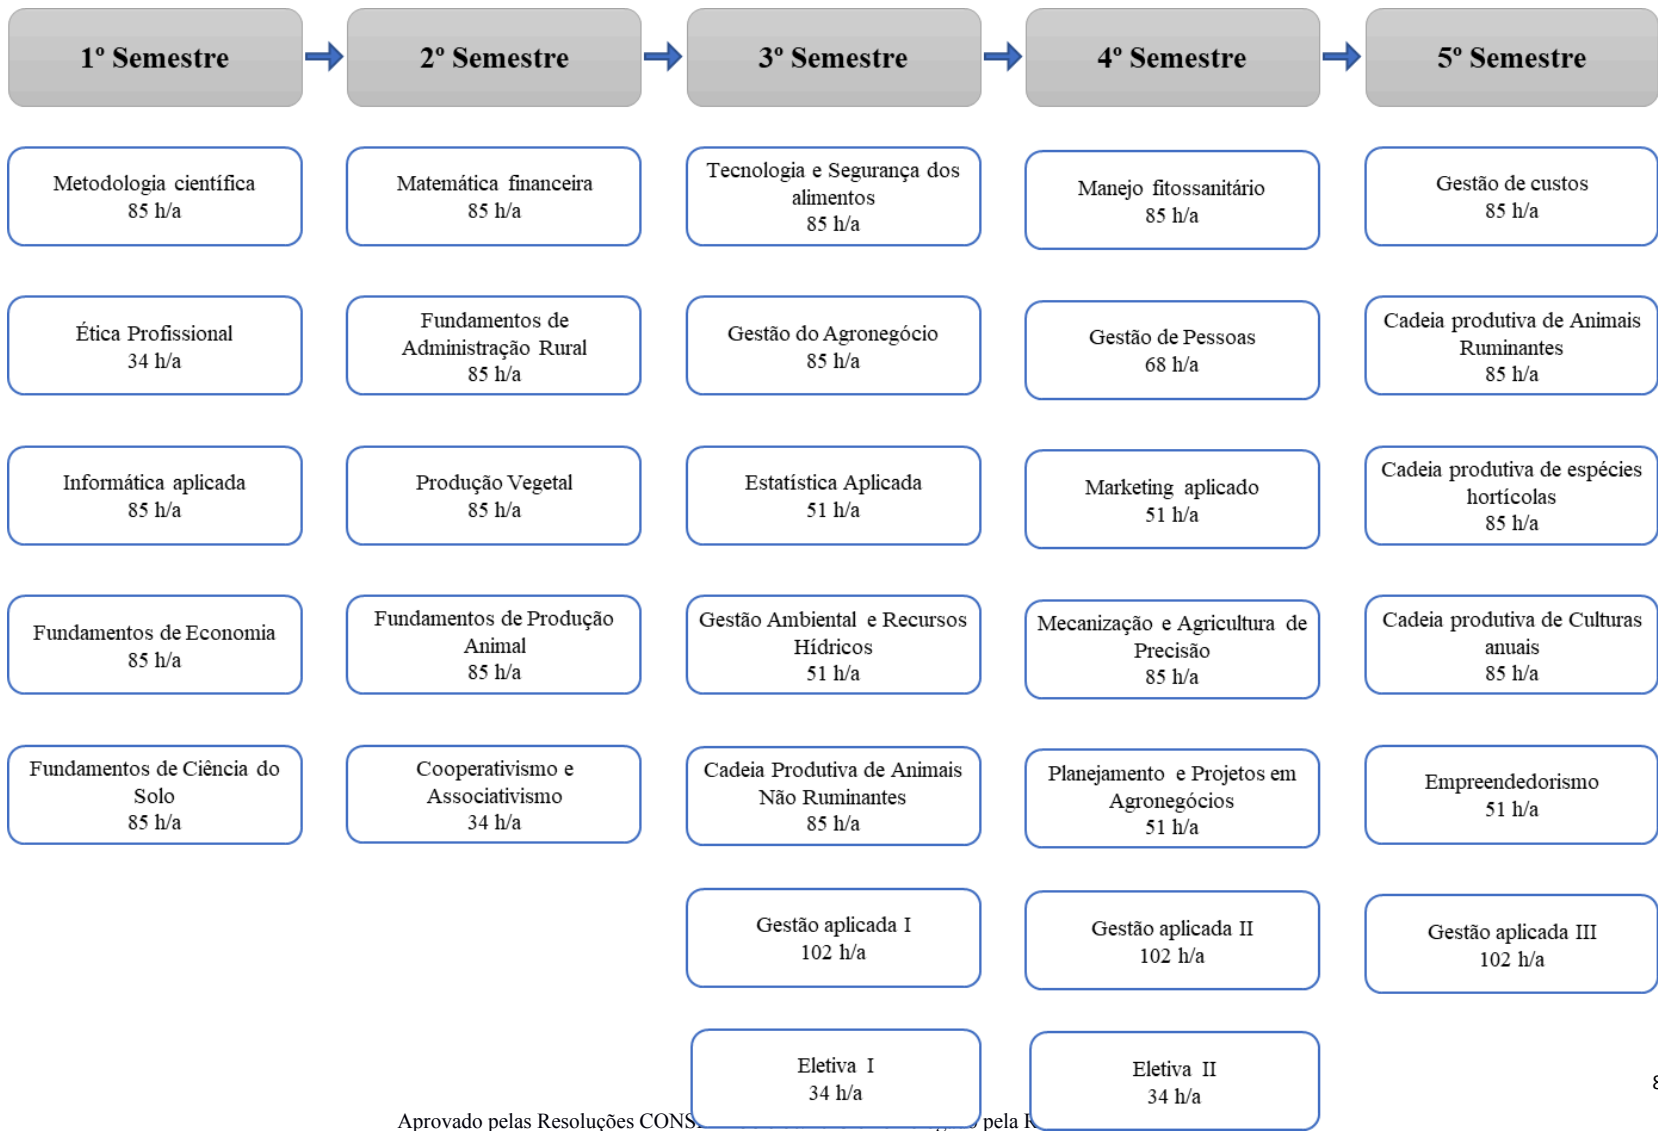 1º Semestre
2º Semestre
3º Semestre
4º Semestre
5º Semestre
Metodologia científica
85 h/a
Matemática financeira
85 h/a
Tecnologia e Segurança dos
alimentos
85 h/a
Manejo fitossanitário
85 h/a
Gestão de custos
85 h/a
Ética Profissional
34 h/a
Fundamentos de
Administração Rural
85 h/a
Gestão do Agronegócio
85 h/a
Gestão de Pessoas
68 h/a
Cadeia produtiva de Animais
Ruminantes
85 h/a
Informática aplicada
85 h/a
Produção Vegetal
85 h/a
Estatística Aplicada
51 h/a
Marketing aplicado
51 h/a
Cadeia produtiva de espécies
hortícolas
85 h/a
Fundamentos de Economia
85 h/a
Fundamentos de Produção
Animal
85 h/a
Gestão Ambiental e Recursos
Hídricos
51 h/a
Mecanização e Agricultura de
Precisão
85 h/a
Cadeia produtiva de Culturas
anuais
85 h/a
Fundamentos de Ciência do
Solo
85 h/a
Cooperativismo e
Associativismo
34 h/a
Cadeia Produtiva de Animais
Não Ruminantes
85 h/a
Planejamento e Projetos em
Agronegócios
51 h/a
Empreendedorismo
51 h/a
Gestão aplicada I
102 h/a
Gestão aplicada II
102 h/a
Gestão aplicada III
102 h/a
Eletiva I
34 h/a
Eletiva II
34 h/a
Aprovado pelas Resoluções pela